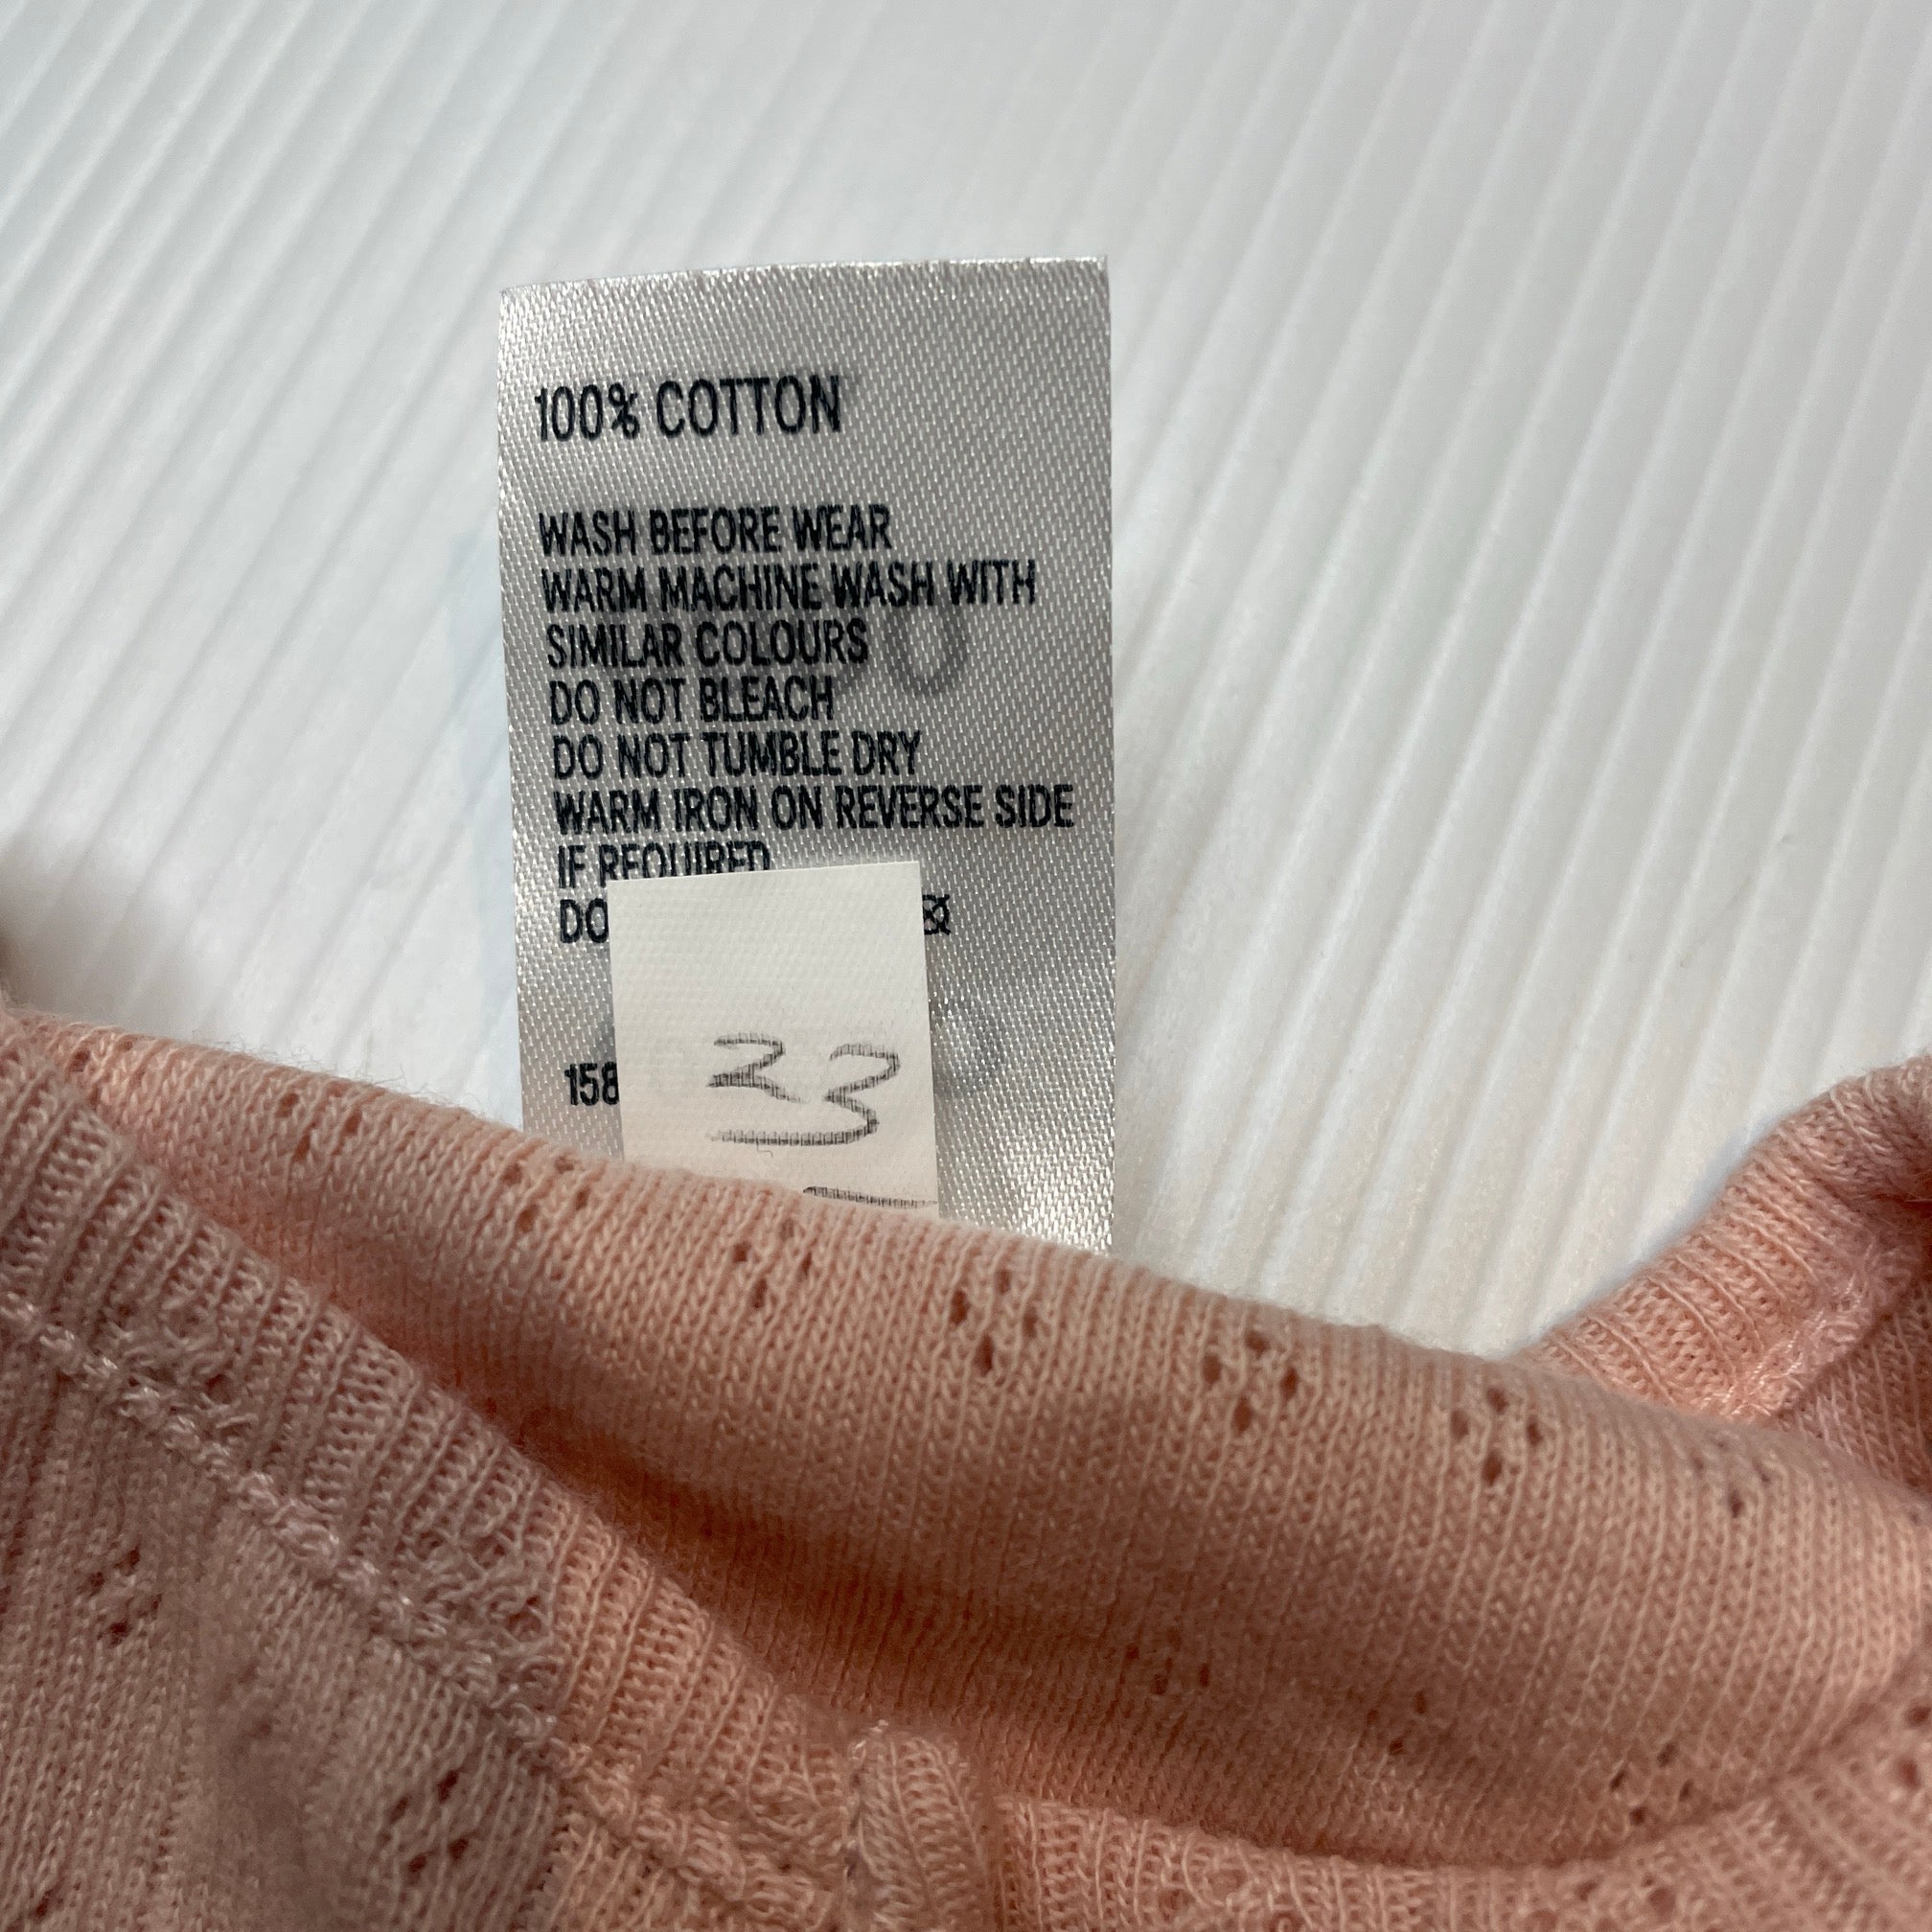 100% COTTON
WASH BEFORE WEAR
WARM MACHINE WASH WITH
SIMILAR COLOURS
DO NOT BLEACH
DO NOT TUMBLE DRY
WARM IRON ON REVERSE SIDE
IF REQUIRED
DO
158
33